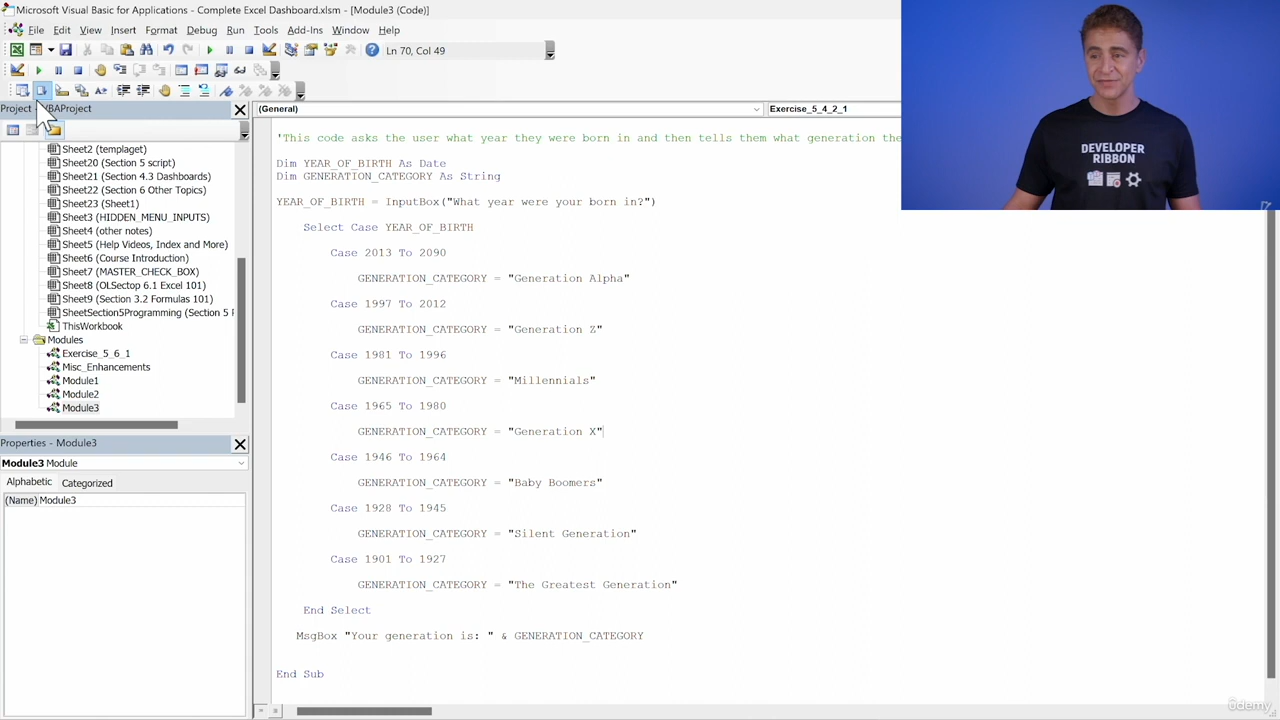 Microsoft Visual Basic for Applications - Complete Excel Dashboard.xlsm - [Module3 (Code)]
File Edit View Insert Format Debug Run Tools Add-Ins Window Help
Ln 70, Col 49
Project - VBAProject
(General)
Exercise_5_4_2_1
Sheet2 (templaget)
Sheet20 (Section 5 script)
Sheet21 (Section 4.3 Dashboards)
Sheet22 (Section 6 Other Topics)
Sheet23 (Sheet1)
Sheet3 (HIDDEN_MENU_INPUTS)
Sheet4 (other notes)
Sheet5 (Help Videos, Index and More)
Sheet6 (Course Introduction)
Sheet7 (MASTER_CHECK_BOX)
Sheet8 (OLSectop 6.1 Excel 101)
Sheet9 (Section 3.2 Formulas 101)
SheetSection5Programming (Section 5
ThisWorkbook
Modules
Exercise_5_6_1
Misc_Enhancements
Module1
Module2
Module3
Properties - Module3
Module3 Module
Alphabetic Categorized
(Name) Module3
'This code asks the user what year they were born in and then tells them what generation the
Dim YEAR_OF_BIRTH As Date
Dim GENERATION_CATEGORY As String
YEAR_OF_BIRTH = InputBox("What year were your born in?")
Select Case YEAR_OF_BIRTH
Case 2013 To 2090
GENERATION_CATEGORY = "Generation Alpha"
Case 1997 To 2012
GENERATION_CATEGORY = "Generation Z"
Case 1981 To 1996
GENERATION_CATEGORY = "Millennials"
Case 1965 To 1980
GENERATION_CATEGORY = "Generation X"
Case 1946 To 1964
GENERATION_CATEGORY = "Baby Boomers"
Case 1928 To 1945
GENERATION_CATEGORY = "Silent Generation"
Case 1901 To 1927
GENERATION_CATEGORY = "The Greatest Generation"
End Select
MsgBox "Your generation is: " & GENERATION_CATEGORY
End Sub
DEVELOPER
RIBBON
ûdemy